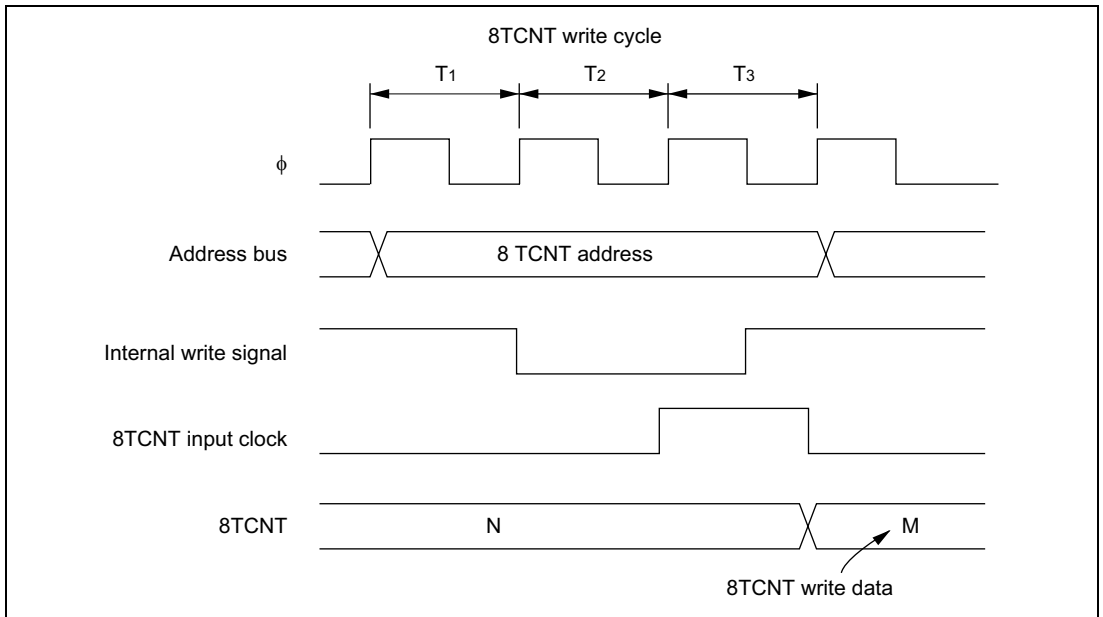 8TCNT write cycle
T1 T2 T3
ϕ
Address bus 8 TCNT address
Internal write signal
8TCNT input clock
8TCNT N M
8TCNT write data